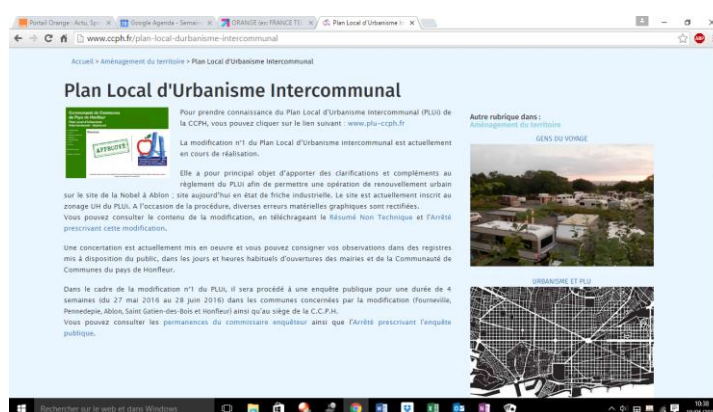 Portail Orange : Actu, Spo
Google Agenda - Semain
ORANGE (ex: FRANCE TE
Plan Local d'Urbanisme In
www.ccph.fr/plan-local-durbanisme-intercommunal
Accueil > Aménagement du territoire > Plan Local d'Urbanisme Intercommunal
Plan Local d'Urbanisme Intercommunal
APPROUVÉ
Pour prendre connaissance du Plan Local d'Urbanisme Intercommunal (PLUi) de
la CCPH, vous pouvez cliquer sur le lien suivant : www.plu-ccph.fr
La modification n°1 du Plan Local d'Urbanisme intercommunal est actuellement
en cours de réalisation.
Elle a pour principal objet d'apporter des clarifications et compléments au
règlement du PLUi afin de permettre une opération de renouvellement urbain
sur le site de la Nobel à Ablon ; site aujourd'hui en état de friche industrielle. Le site est actuellement inscrit au
zonage UH du PLUi. A l'occasion de la procédure, diverses erreurs matérielles graphiques sont rectifiées.
Vous pouvez consulter le contenu de la modification, en téléchargeant le Résumé Non Technique et l'Arrêté
prescrivant cette modification.
Une concertation est actuellement mis en oeuvre et vous pouvez consigner vos observations dans des registres
mis à disposition du public, dans les jours et heures habituels d'ouvertures des mairies et de la Communauté de
Communes du pays de Honfleur.
Dans le cadre de la modification n°1 du PLUi, il sera procédé à une enquête publique pour une durée de 4
semaines (du 27 mai 2016 au 28 juin 2016) dans les communes concernées par la modification (Fourneville,
Pennedepie, Ablon, Saint Gatien-des-Bois et Honfleur) ainsi qu'au siège de la C.C.P.H.
Vous pouvez consulter les permanences du commissaire enquêteur ainsi que l'Arrêté prescrivant l'enquête
publique.
Autre rubrique dans :
Aménagement du territoire
GENS DU VOYAGE
URBANISME ET PLU
Rechercher sur le web et dans Windows
10:38